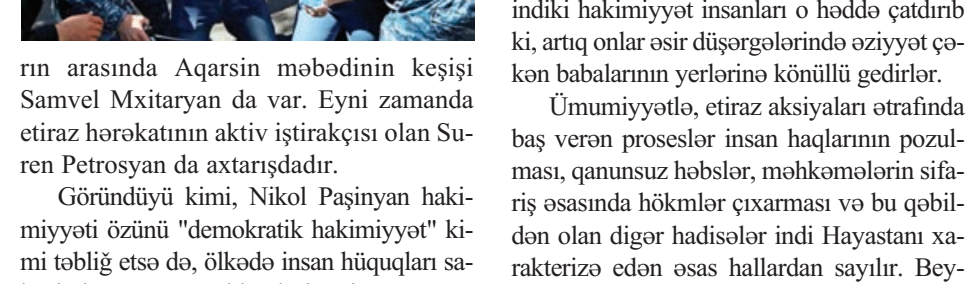 rın arasında Aqarsin məbədinin keşişi
Samvel Mxitaryan da var. Eyni zamanda
etiraz hərəkatının aktiv iştirakçısı olan Su-
ren Petrosyan da axtarışdadır.
Göründüyü kimi, Nikol Paşinyan haki-
miyyəti özünü "demokratik hakimiyyət" ki-
mi təbliğ etsə də, ölkədə insan hüquqları sa-
indiki hakimiyyət insanları o həddə çatdırıb
ki, artıq onlar əsir düşərgələrində əziyyət çə-
kən babalarının yerlərinə könüllü gedirlər.
Ümumiyyətlə, etiraz aksiyaları ətrafında
baş verən proseslər insan haqlarının pozul-
ması, qanunsuz həbslər, məhkəmələrin sifa-
riş əsasında hökmlər çıxarması və bu qəbil-
dən olan digər hadisələr indi Hayastanı xa-
rakterizə edən əsas hallardan sayılır. Bey-